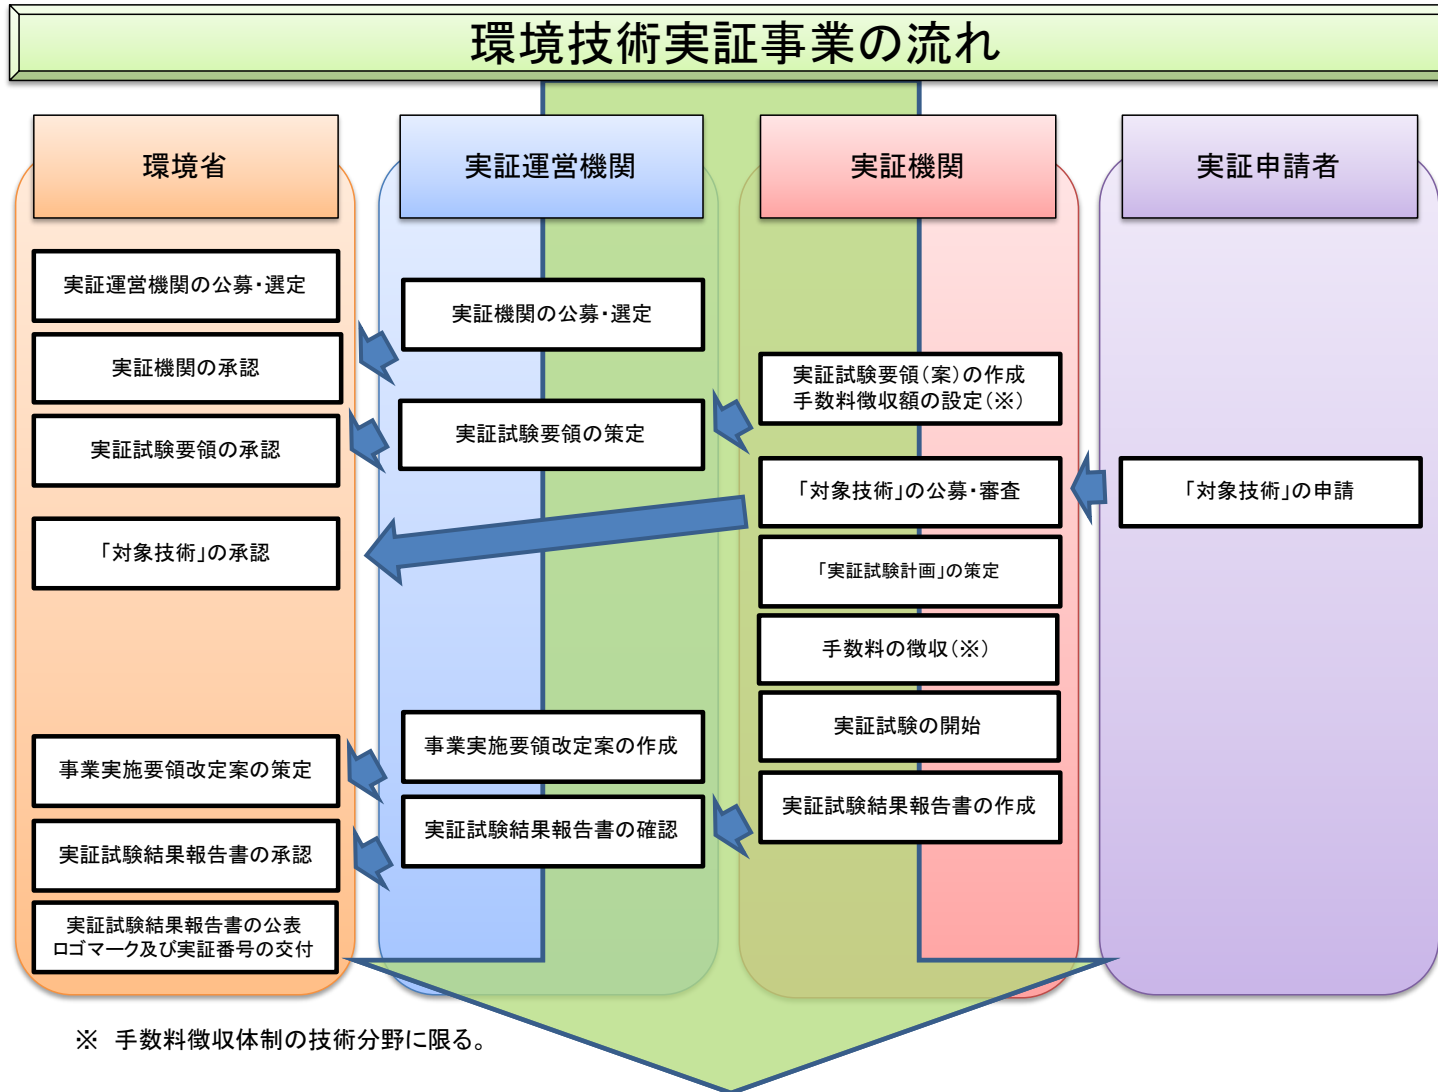 環境技術実証事業の流れ
環境省
実証運営機関の公募・選定
実証機関の承認
実証試験要領の承認
「対象技術」の承認
事業実施要領改定案の策定
実証試験結果報告書の承認
実証試験結果報告書の公表
ロゴマーク及び実証番号の交付
実証運営機関
実証機関の公募・選定
実証試験要領の策定
事業実施要領改定案の作成
実証試験結果報告書の確認
実証機関
実証試験要領(案)の作成
手数料徴収額の設定(※)
「対象技術」の公募・審査
「実証試験計画」の策定
手数料の徴収(※)
実証試験の開始
実証試験結果報告書の作成
実証申請者
「対象技術」の申請
※ 手数料徴収体制の技術分野に限る。